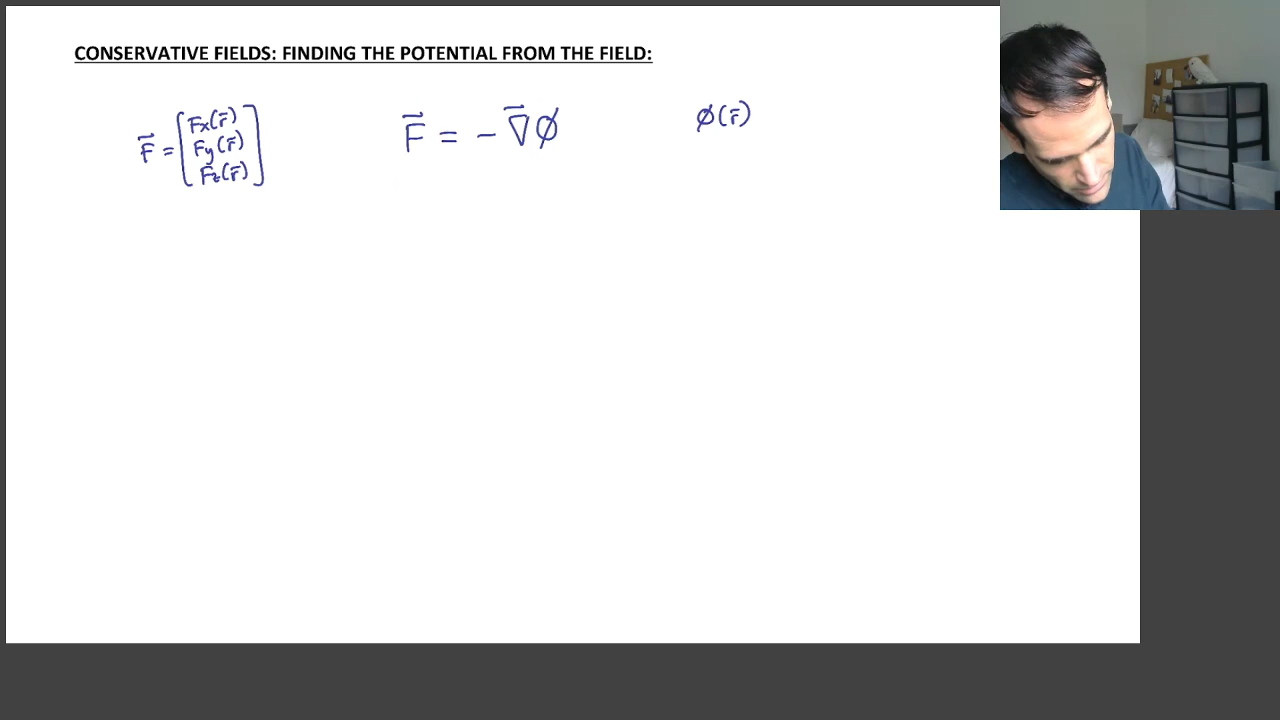 CONSERVATIVE FIELDS: FINDING THE POTENTIAL FROM THE FIELD:
F⃗ = [Fx(r̄) Fy(r̄) Fz(r̄)]
F⃗ = − ∇⃗ϕ
ϕ(r̄)